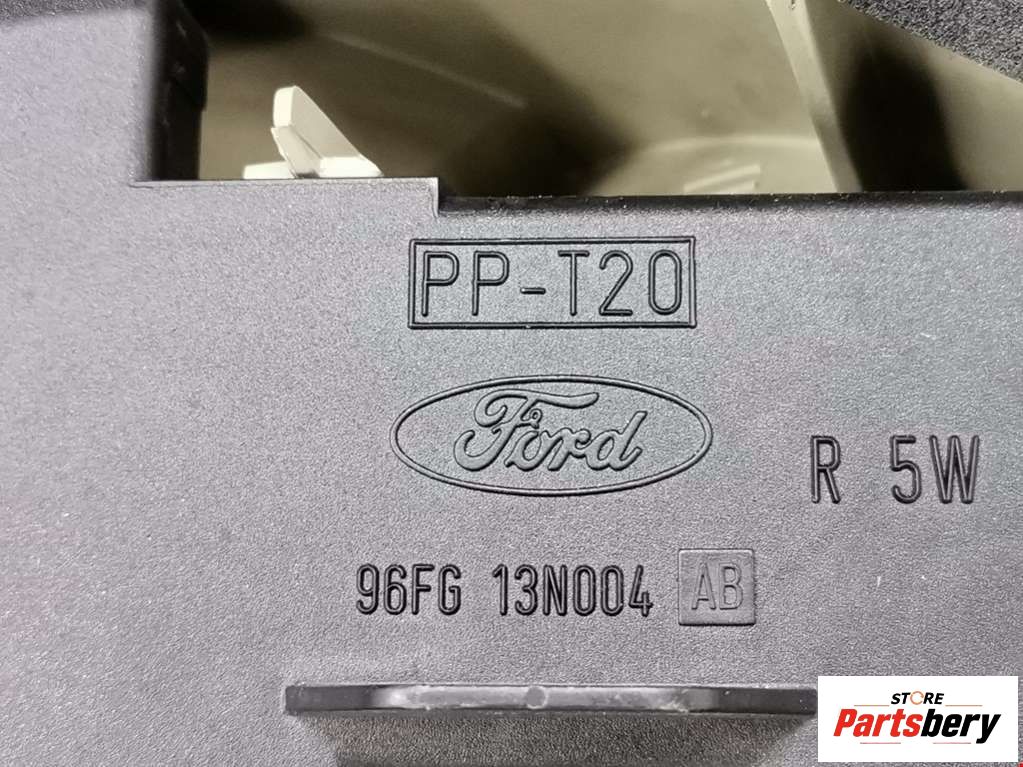 PP-T20
Ford
R 5W
96FG 13N004 AB
STORE
Partsbery